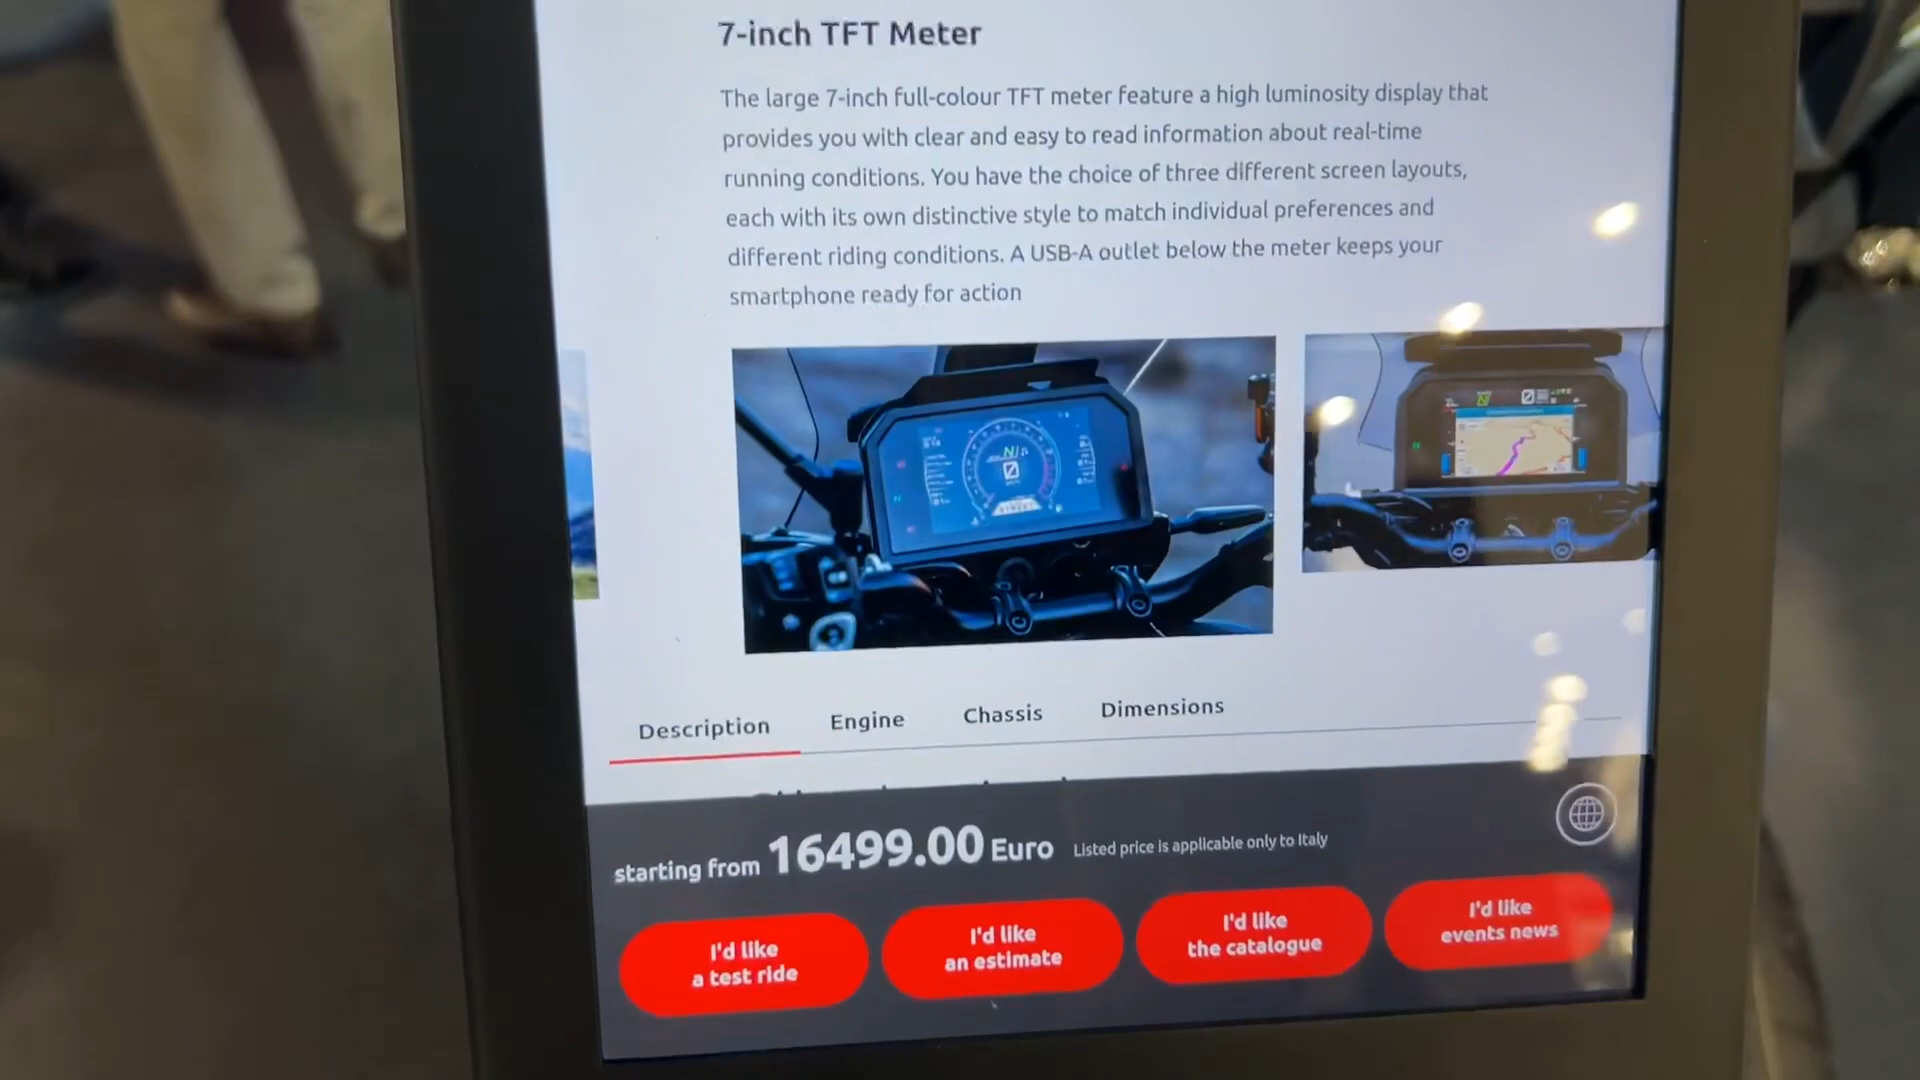 7-inch TFT Meter
The large 7-inch full-colour TFT meter feature a high luminosity display that
provides you with clear and easy to read information about real-time
running conditions. You have the choice of three different screen layouts,
each with its own distinctive style to match individual preferences and
different riding conditions. A USB-A outlet below the meter keeps your
smartphone ready for action
Description Engine Chassis Dimensions
starting from 16499.00 Euro Listed price is applicable only to Italy
I'd like
a test ride
I'd like
an estimate
I'd like
the catalogue
I'd like
events news